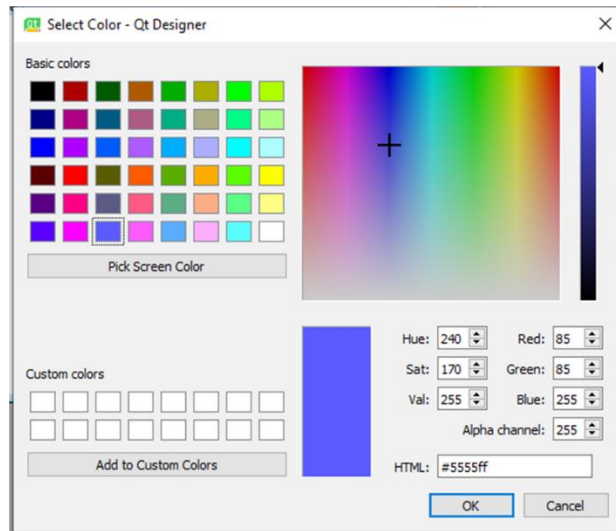 Qt Select Color - Qt Designer
Basic colors
Pick Screen Color
Custom colors
Add to Custom Colors
Hue: 240 Red: 85
Sat: 170 Green: 85
Val: 255 Blue: 255
Alpha channel: 255
HTML: #5555ff
OK Cancel